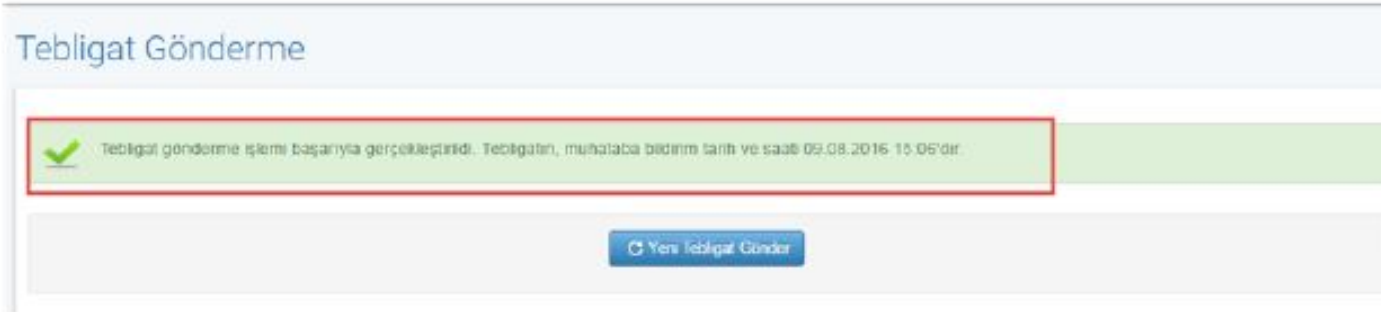 Tebligat Gönderme
Tebligat gönderme işlemi başarıyla gerçekleştirildi. Tebligatın, muhataba bildirim tarih ve saati 09.08.2016 15:06'dır.
Yeni Tebligat Gönder